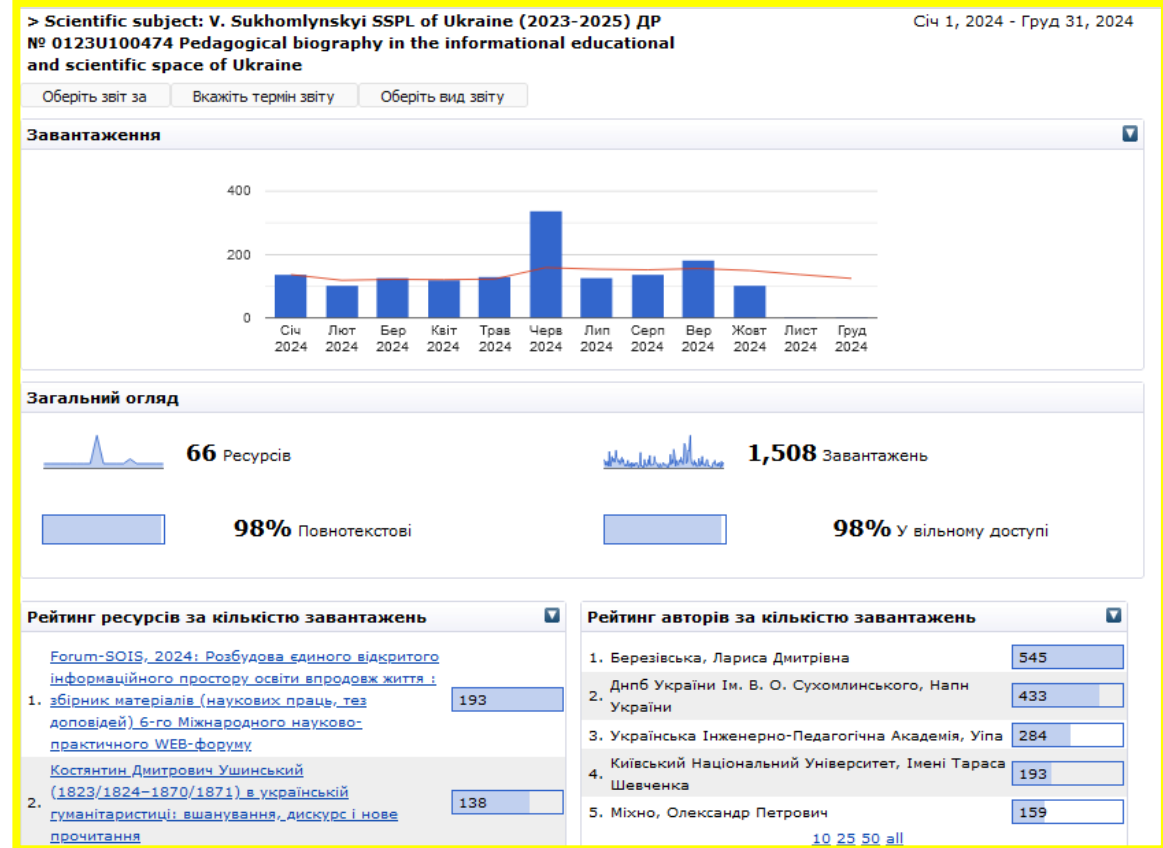 > Scientific subject: V. Sukhomlynskyi SSPL of Ukraine (2023-2025) ДР
№ 0123U100474 Pedagogical biography in the informational educational
and scientific space of Ukraine
Січ 1, 2024 - Груд 31, 2024
Оберіть звіт за
Вкажіть термін звіту
Оберіть вид звіту
Завантаження
400
200
0
Січ 2024
Лют 2024
Бер 2024
Квіт 2024
Трав 2024
Черв 2024
Лип 2024
Серп 2024
Вер 2024
Жовт 2024
Лист 2024
Груд 2024
Загальний огляд
66 Ресурсів
1,508 Завантажень
98% Повнотекстові
98% У вільному доступі
Рейтинг ресурсів за кількістю завантажень
1. Forum-SOIS, 2024: Розбудова єдиного відкритого
інформаційного простору освіти впродовж життя :
збірник матеріалів (наукових праць, тез
доповідей) 6-го Міжнародного науково-
практичного WEB-форуму
193
2. Костянтин Дмитрович Ушинський
(1823/1824–1870/1871) в українській
гуманітаристиці: вшанування, дискурс і нове
прочитання
138
Рейтинг авторів за кількістю завантажень
1. Березівська, Лариса Дмитрівна 545
2. Днпб України Ім. В. О. Сухомлинського, Напн
України 433
3. Українська Інженерно-Педагогічна Академія, Уіпа 284
4. Київський Національний Університет, Імені Тараса
Шевченка 193
5. Міхно, Олександр Петрович 159
10 25 50 all